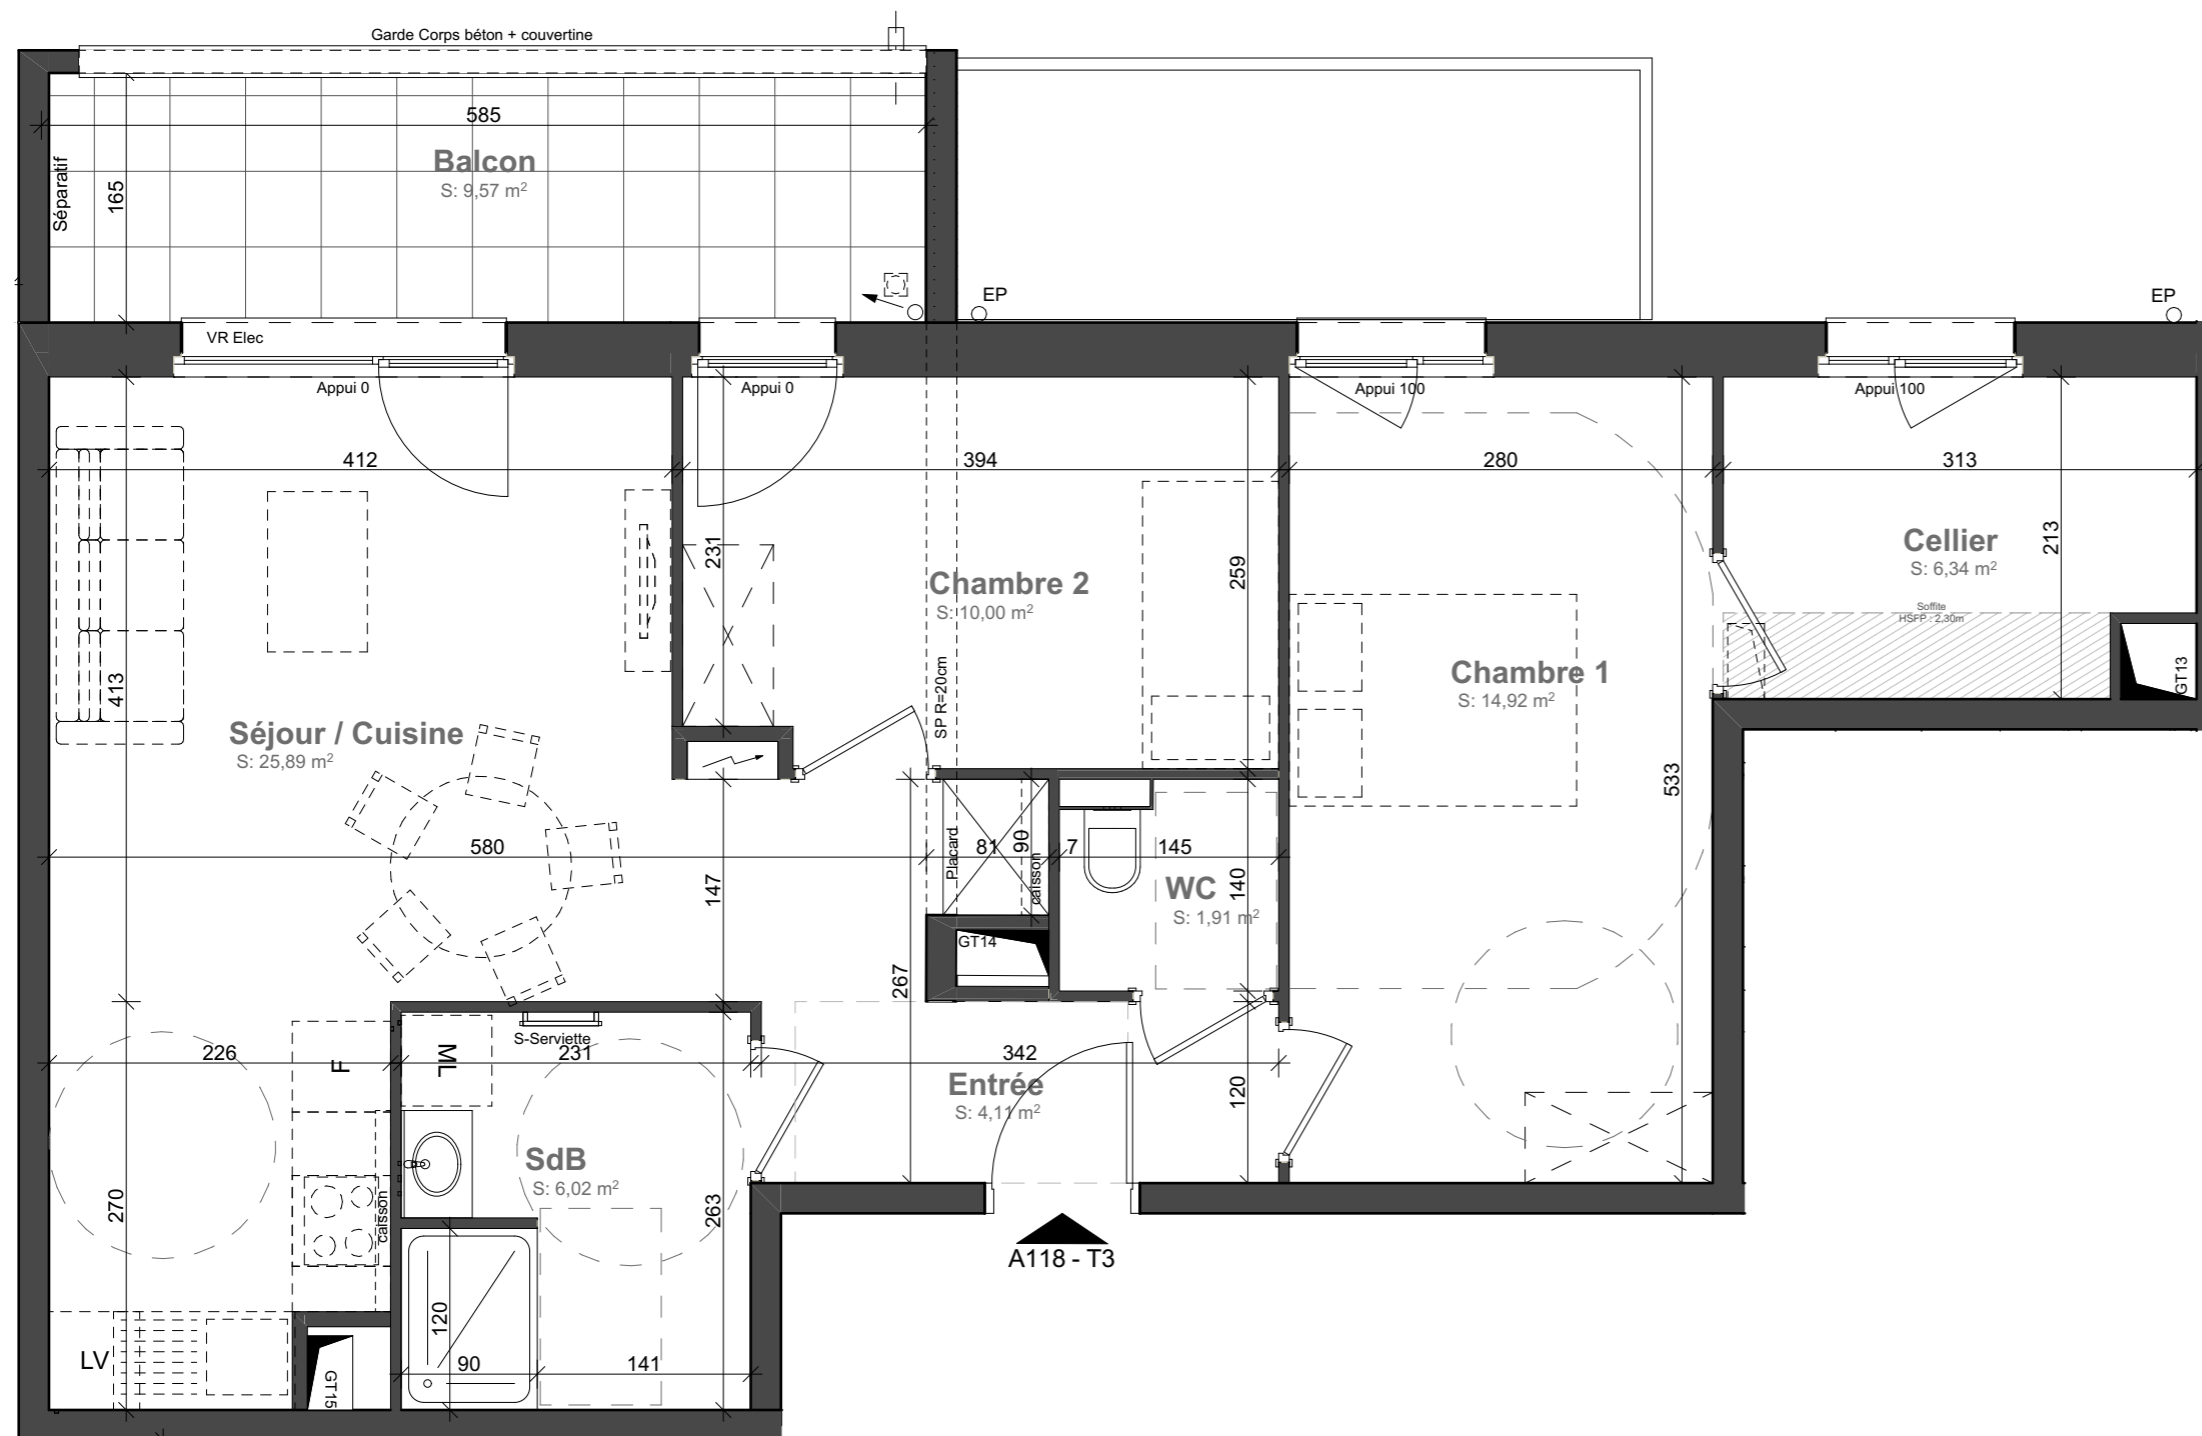 Garde Corps béton + couvertine
585
Balcon
S: 9,57 m²
Séparatif
165
EP
EP
VR Elec
Appui 0
Appui 0
Appui 100
Appui 100
412
394
280
313
231
259
213
Cellier
S: 6,34 m²
Soffite
HSFP : 2,30m
Chambre 2
S: 10,00 m²
Chambre 1
S: 14,92 m²
GT13
SP R=20cm
413
Séjour / Cuisine
S: 25,89 m²
533
580
81
90
7
145
Placard
caisson
147
140
WC
S: 1,91 m²
GT14
267
S-Serviette
226
F
ML
231
342
Entrée
S: 4,11 m²
120
SdB
S: 6,02 m²
270
caisson
263
A118 - T3
120
LV
90
141
GT15